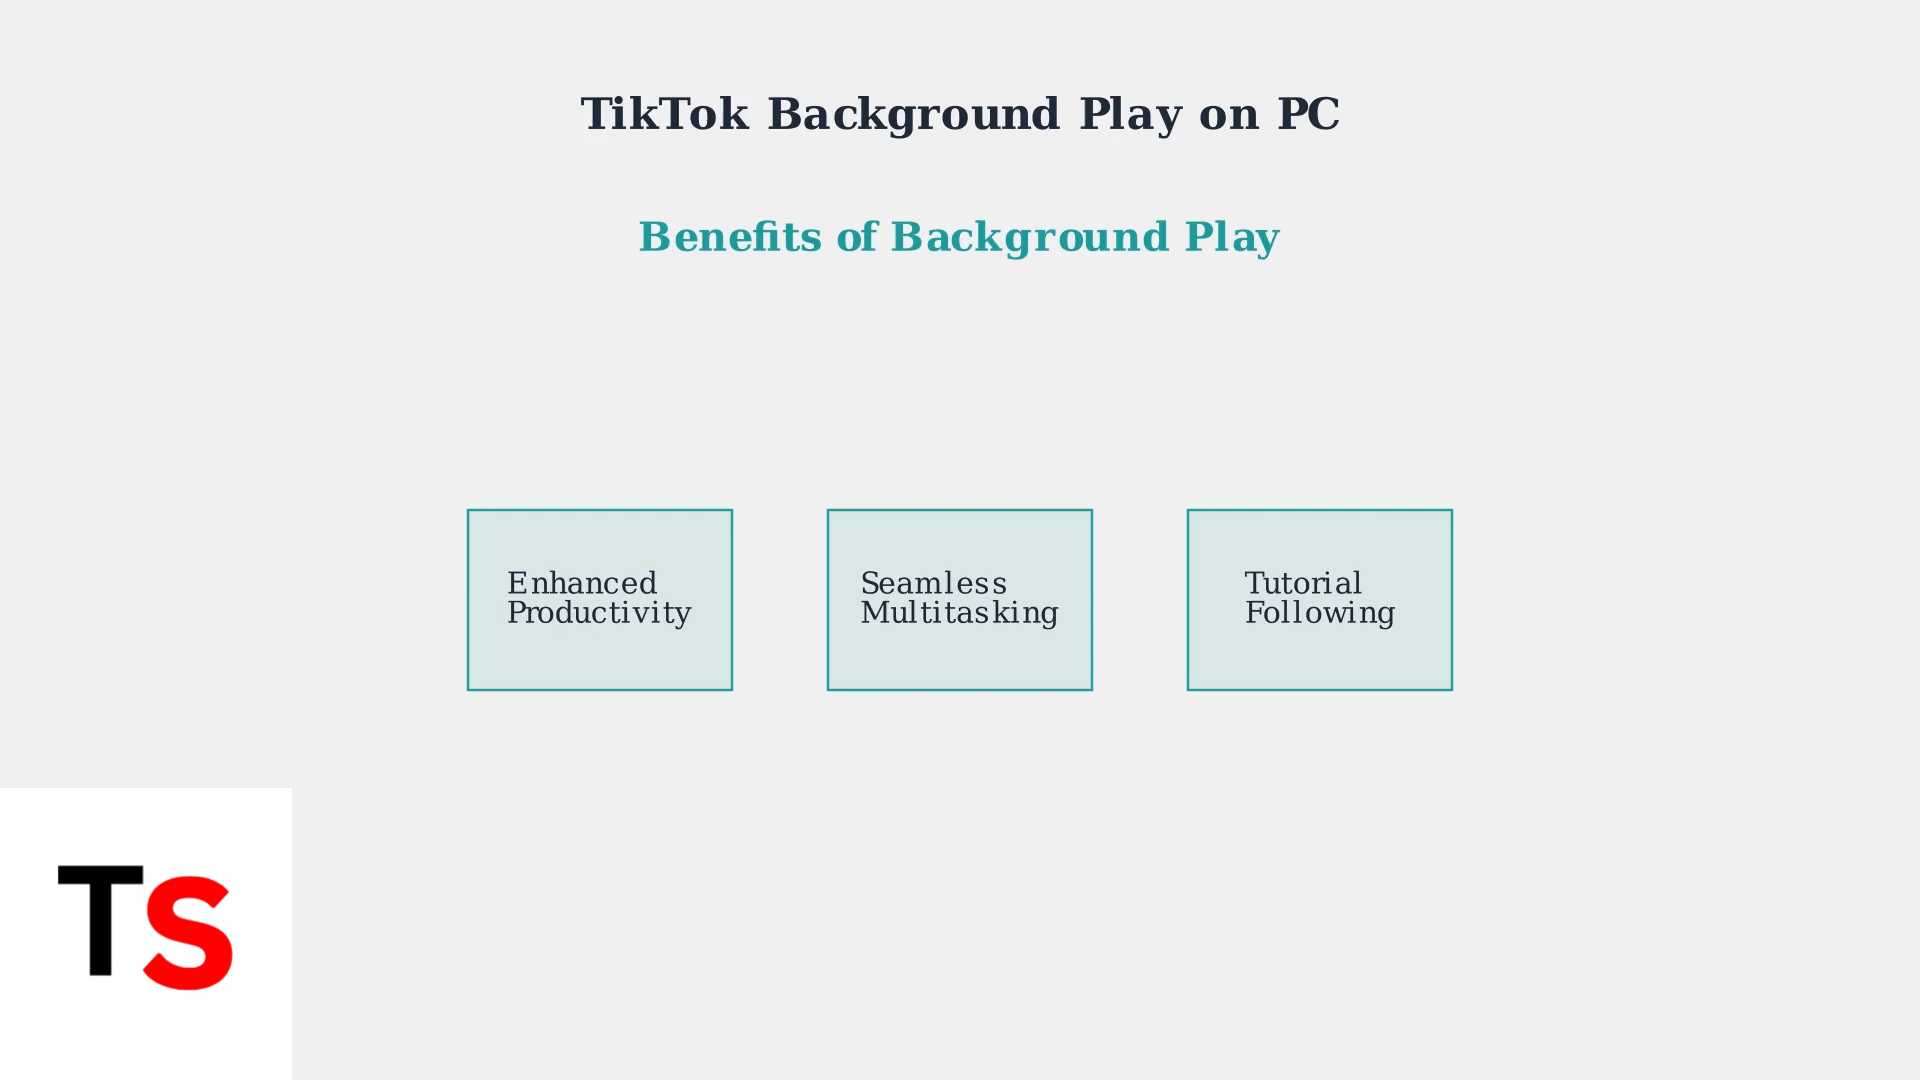 TikTok Background Play on PC
Benefits of Background Play
Enhanced
Productivity
Seamless
Multitasking
Tutorial
Following
TS